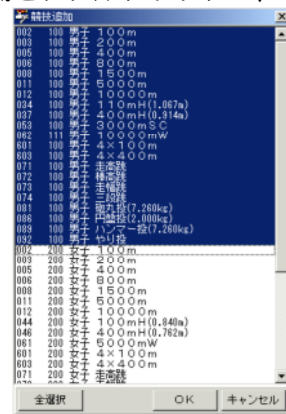 競技追加
002 100 男子 100m
003 100 男子 200m
005 100 男子 400m
006 100 男子 800m
008 100 男子 1500m
011 100 男子 5000m
012 100 男子 10000m
034 100 男子 110mH(1.067m)
037 100 男子 400mH(0.914m)
053 100 男子 3000mSC
062 111 男子 10000mW
601 100 男子 4×100m
603 100 男子 4×400m
071 100 男子 走高跳
072 100 男子 棒高跳
073 100 男子 走幅跳
074 100 男子 三段跳
081 100 男子 砲丸投(7.260kg)
086 100 男子 円盤投(2.000kg)
089 100 男子 ハンマー投(7.260kg)
092 100 男子 やり投
002 200 女子 100m
003 200 女子 200m
005 200 女子 400m
006 200 女子 800m
008 200 女子 1500m
011 200 女子 5000m
012 200 女子 10000m
044 200 女子 100mH(0.840m)
046 200 女子 400mH(0.762m)
061 200 女子 5000mW
601 200 女子 4×100m
603 200 女子 4×400m
071 200 女子 走高跳
全選択 OK キャンセル